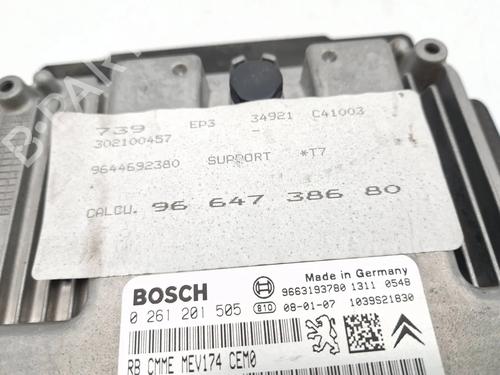 739 EP3 34921 C41003
302100457 -
9644692380 SUPPORT *T7
CALCU. 96 647 386 80
Made in Germany
BOSCH 9663193780 1311 0548
0 261 201 505 810 08-01-07 1039S21830
RB CMME MEV174 CEM0
B-PARTS